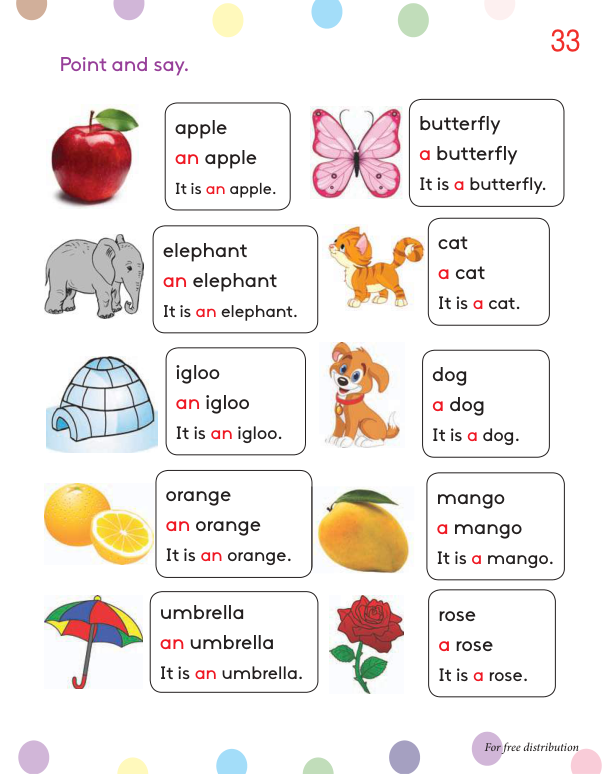 33
Point and say.
apple
an apple
It is an apple.
butterfly
a butterfly
It is a butterfly.
elephant
an elephant
It is an elephant.
cat
a cat
It is a cat.
igloo
an igloo
It is an igloo.
dog
a dog
It is a dog.
orange
an orange
It is an orange.
mango
a mango
It is a mango.
umbrella
an umbrella
It is an umbrella.
rose
a rose
It is a rose.
For free distribution